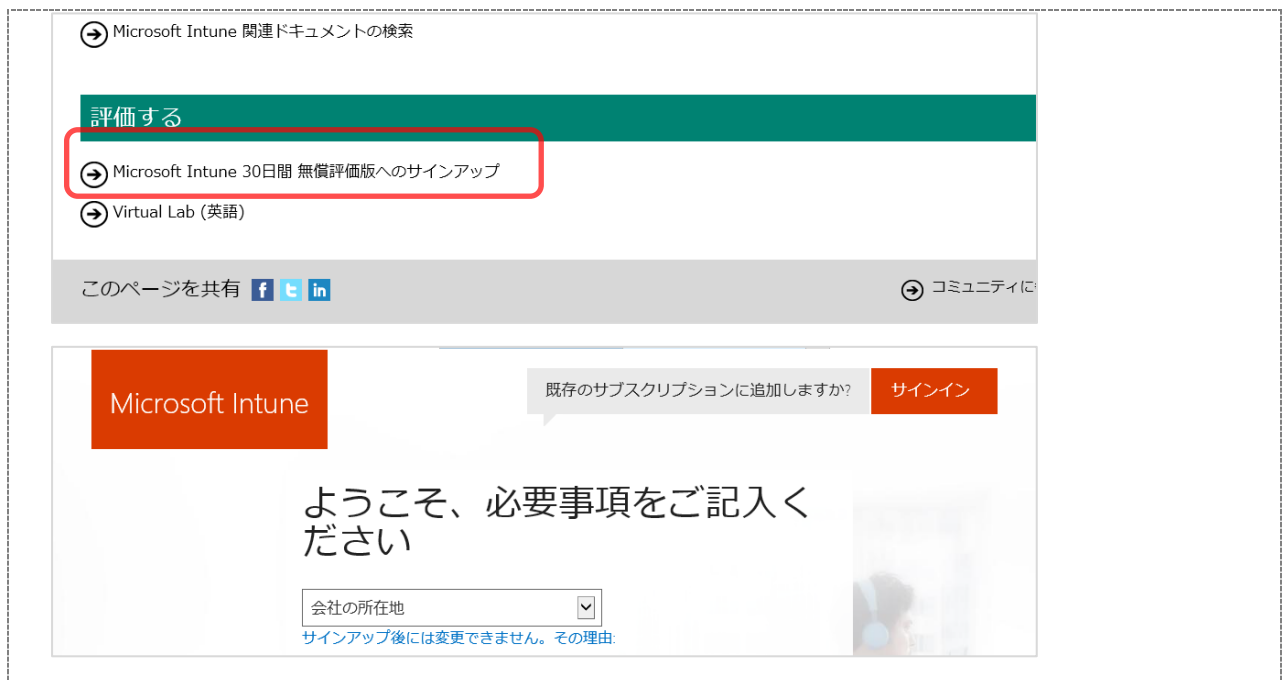 Microsoft Intune 関連ドキュメントの検索
評価する
Microsoft Intune 30日間 無償評価版へのサインアップ
Virtual Lab (英語)
このページを共有
コミュニティに
Microsoft Intune
既存のサブスクリプションに追加しますか?
サインイン
ようこそ、必要事項をご記入く
ださい
会社の所在地
サインアップ後には変更できません。その理由: